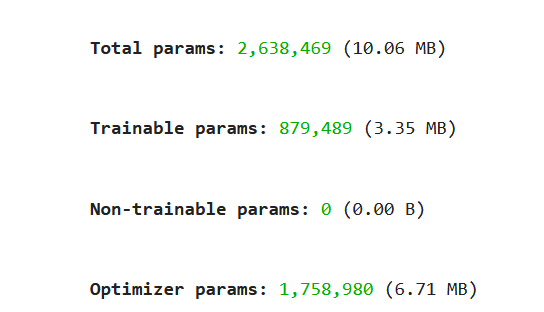 Total params: 2,638,469 (10.06 MB)
Trainable params: 879,489 (3.35 MB)
Non-trainable params: 0 (0.00 B)
Optimizer params: 1,758,980 (6.71 MB)